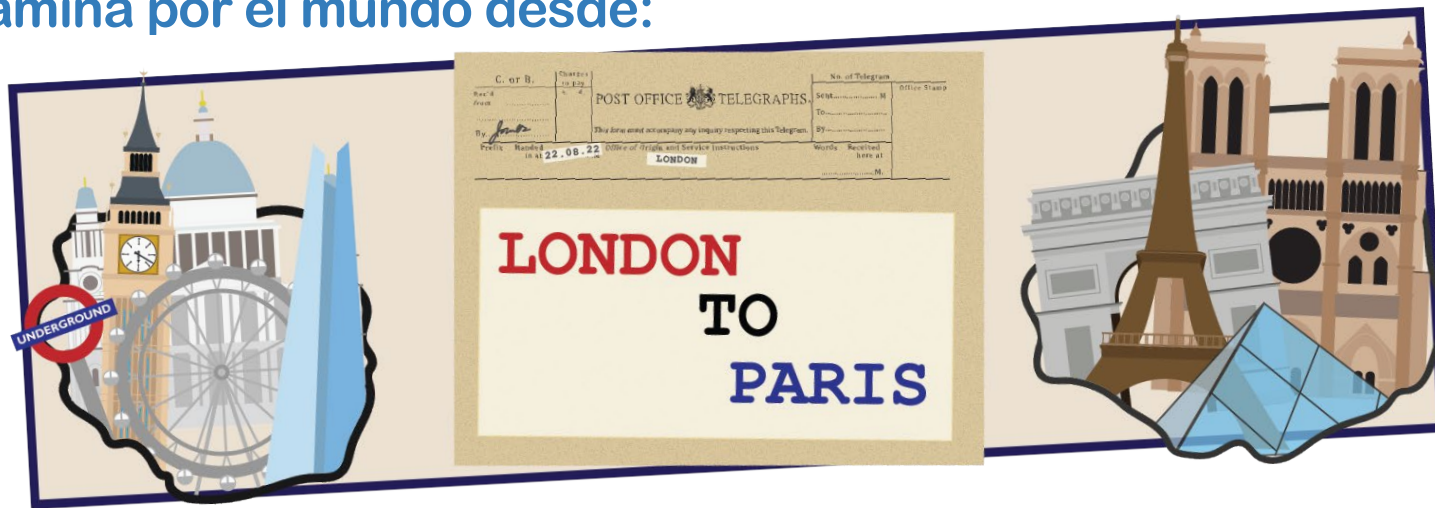 amina por el mundo desde:
C. or B.
Charges
to pay
s. d.
POST OFFICE TELEGRAPHS.
No. of Telegram
Office Stamp
Rec'd
from
Sent M
To
By
This form must accompany any inquiry respecting this Telegram.
By
Prefix Handed
in at
22.08.22
Office of Origin and Service Instructions
LONDON
Words Received
here at
M.
LONDON
TO
PARIS
UNDERGROUND